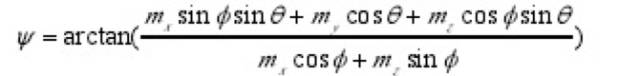 ψ = arctan( (m_x sin ϕ sin θ + m_y cos θ + m_z cos ϕ sin θ) / (m_x cos ϕ + m_z sin ϕ) )